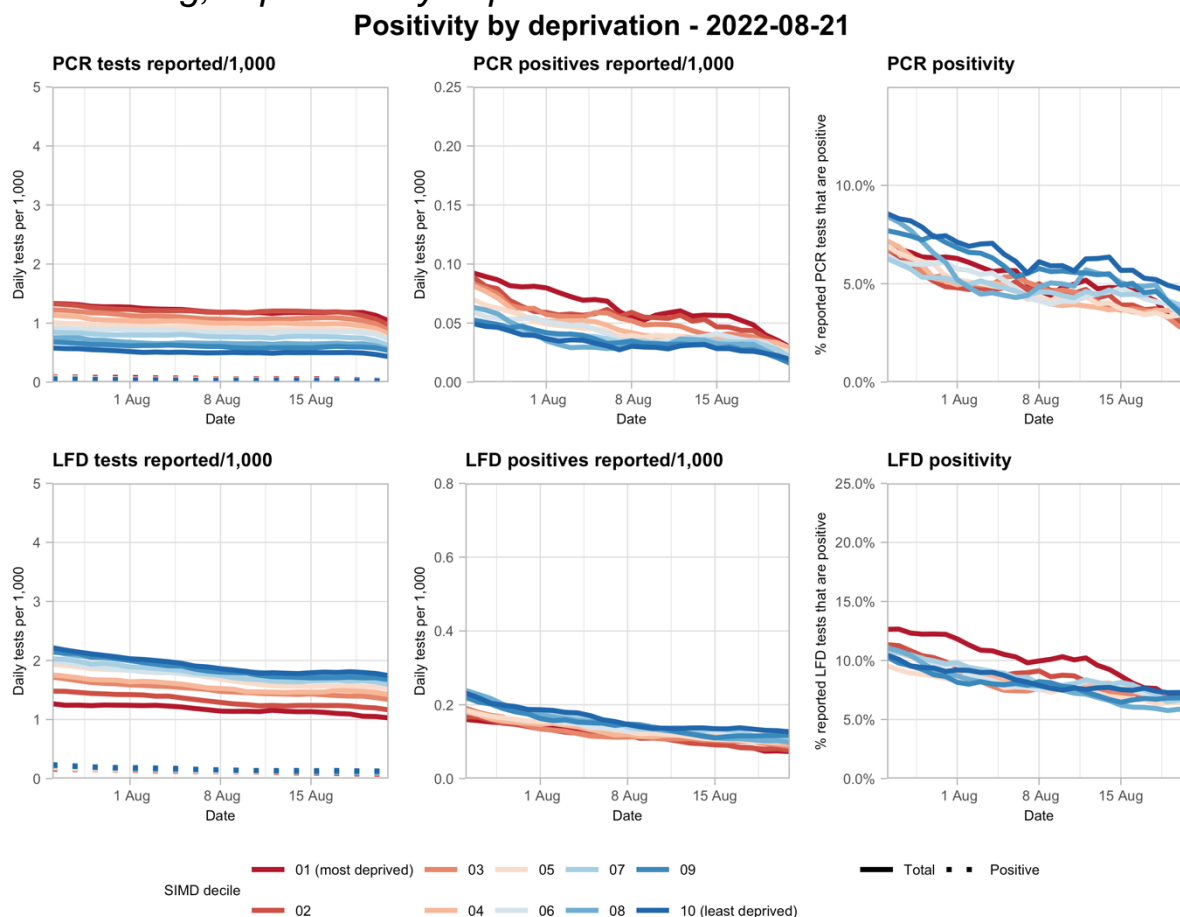 Positivity by deprivation - 2022-08-21
PCR tests reported/1,000
PCR positives reported/1,000
PCR positivity
Daily tests per 1,000
5
4
3
2
1
0
1 Aug 8 Aug 15 Aug
Date
Daily tests per 1,000
0.25
0.20
0.15
0.10
0.05
0.00
1 Aug 8 Aug 15 Aug
Date
% reported PCR tests that are positive
10.0%
5.0%
0.0%
1 Aug 8 Aug 15 Aug
Date
LFD tests reported/1,000
LFD positives reported/1,000
LFD positivity
Daily tests per 1,000
5
4
3
2
1
0
1 Aug 8 Aug 15 Aug
Date
Daily tests per 1,000
0.8
0.6
0.4
0.2
0.0
1 Aug 8 Aug 15 Aug
Date
% reported LFD tests that are positive
25.0%
20.0%
15.0%
10.0%
5.0%
0.0%
1 Aug 8 Aug 15 Aug
Date
SIMD decile
01 (most deprived) 03 05 07 09
02 04 06 08 10 (least deprived)
Total Positive